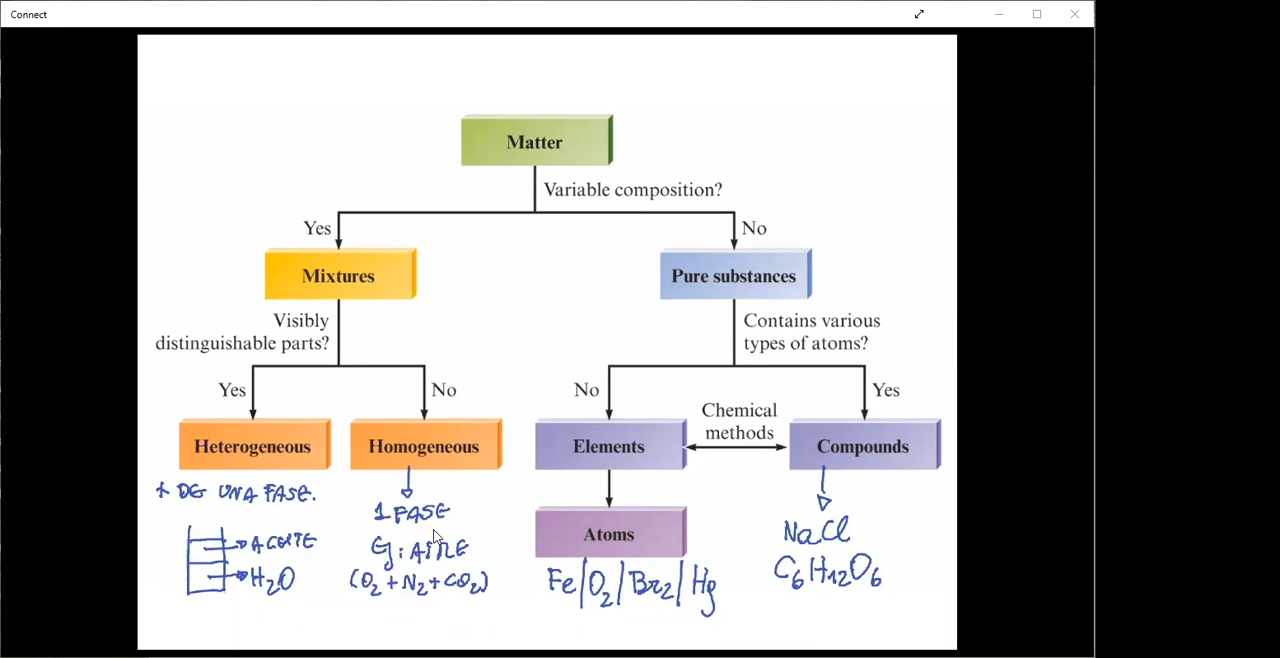 Connect
Matter
Variable composition?
Yes
No
Mixtures
Pure substances
Visibly
distinguishable parts?
Contains various
types of atoms?
Yes
No
No
Yes
Chemical
methods
Heterogeneous
Homogeneous
Elements
Compounds
+ DE UNA FASE.
1 FASE
Ej: AIRE
(O2 + N2 + CO2)
ACEITE
H2O
Atoms
Fe/O2/Br2/Hg
NaCl
C6H12O6